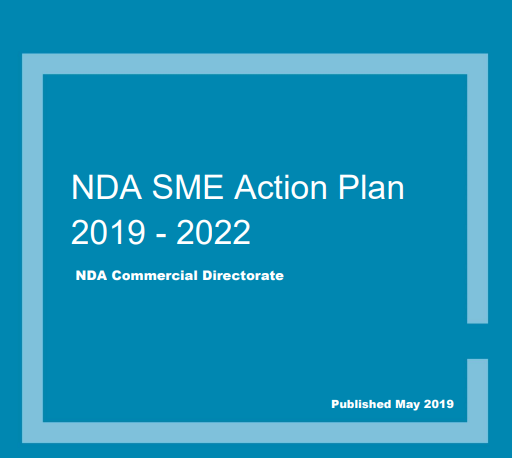 NDA SME Action Plan
2019 - 2022
NDA Commercial Directorate
Published May 2019